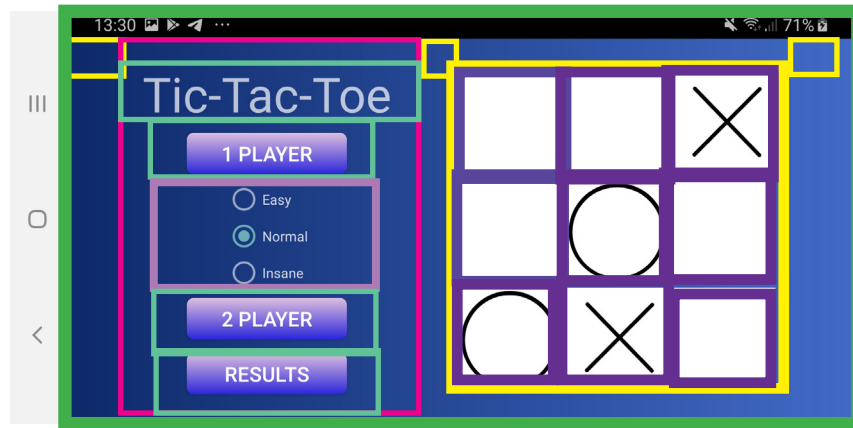 13:30 71%
Tic-Tac-Toe
1 PLAYER
Easy
Normal
Insane
2 PLAYER
RESULTS